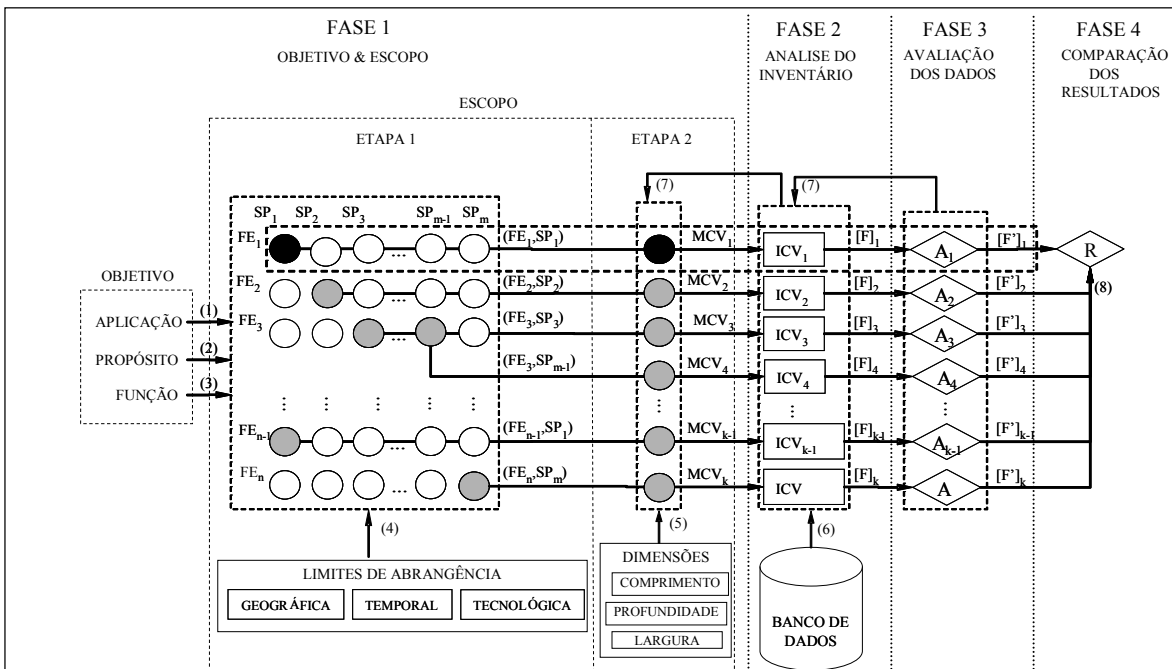 FASE 1
OBJETIVO & ESCOPO
FASE 2
ANALISE DO
INVENTÁRIO
FASE 3
AVALIAÇÃO
DOS DADOS
FASE 4
COMPARAÇÃO
DOS
RESULTADOS
ESCOPO
ETAPA 1
ETAPA 2
(7)
(7)
SP1 SP2 SP3 SPm-1 SPm
FE1 ... (FE1,SP1) MCV1 ICV1 [F]1 A1 [F']1 R
OBJETIVO
FE2 ... (FE2,SP2) MCV2 ICV2 [F]2 A2 [F']2 (8)
APLICAÇÃO (1)
FE3 ... (FE3,SP3) MCV3 ICV3 [F]3 A3 [F']3
PROPÓSITO (2)
(FE3,SPm-1) MCV4 ICV4 [F]4 A4 [F']4
FUNÇÃO (3)
FEn-1 ... (FEn-1,SP1) MCVk-1 ICVk-1 [F]k-1 Ak-1 [F']k-1
FEn ... (FEn,SPm) MCVk ICV [F]k A [F']k
(4)
(5)
(6)
LIMITES DE ABRANGÊNCIA
GEOGRÁFICA TEMPORAL TECNOLÓGICA
DIMENSÕES
COMPRIMENTO
PROFUNDIDADE
LARGURA
BANCO DE
DADOS